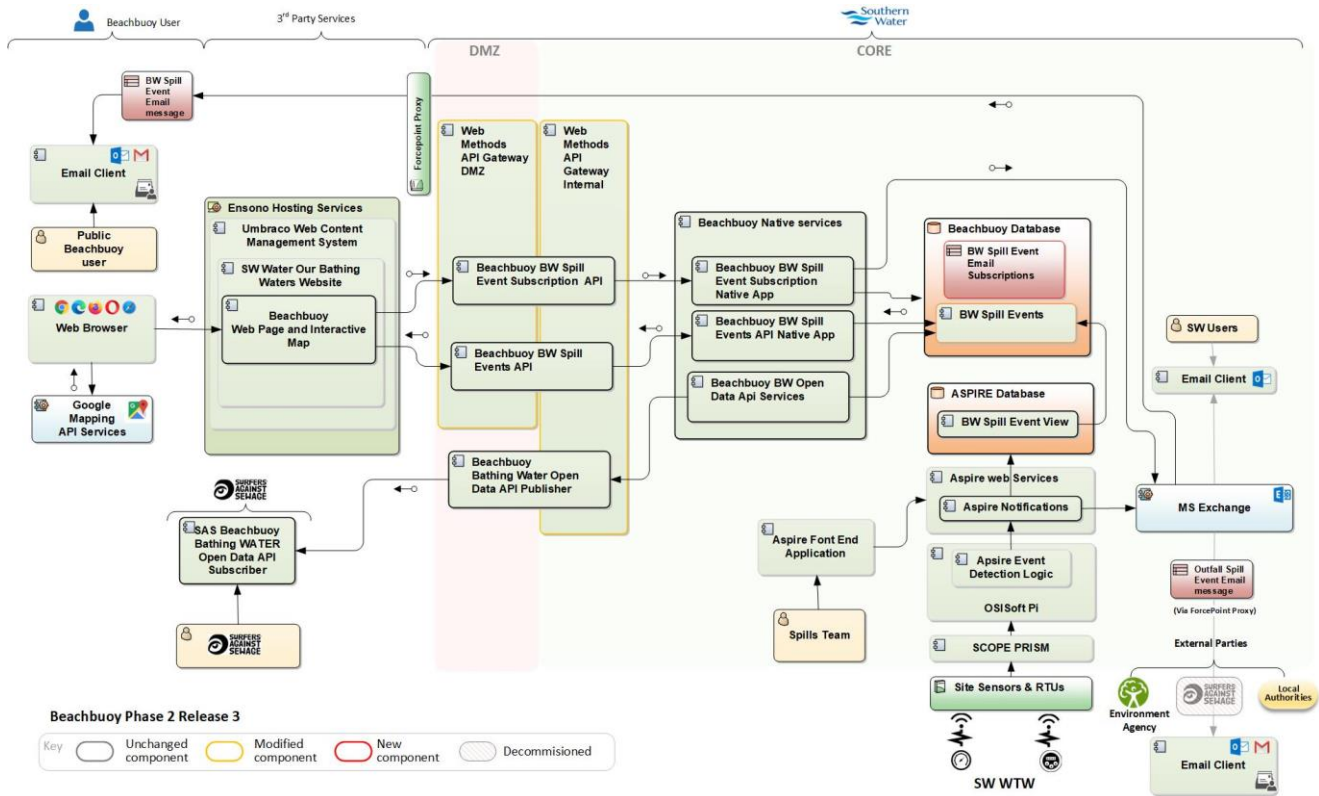 Beachbuoy User
3rd Party Services
Southern
Water
DMZ
CORE
BW Spill
Event
Email
message
Forcepoint Proxy
Email Client
Public
Beachbuoy
user
Web Browser
Google
Mapping
API Services
Ensono Hosting Services
Umbraco Web Content
Management System
SW Water Our Bathing
Waters Website
Beachbuoy
Web Page and Interactive
Map
Web
Methods
API Gateway
DMZ
Web
Methods
API
Gateway
Internal
Beachbuoy BW Spill
Event Subscription API
Beachbuoy BW Spill
Events API
Beachbuoy
Bathing Water Open
Data API Publisher
Beachbuoy Native services
Beachbuoy BW Spill
Event Subscription
Native App
Beachbuoy BW Spill
Events API Native App
Beachbuoy BW Open
Data Api Services
Beachbuoy Database
BW Spill Event
Email
Subscriptions
BW Spill Events
ASPIRE Database
BW Spill Event View
Aspire web Services
Aspire Notifications
Aspire Font End
Application
Spills Team
Apsire Event
Detection Logic
OSISoft Pi
SCOPE PRISM
Site Sensors & RTUs
SW WTW
SW Users
Email Client
MS Exchange
Outfall Spill
Event Email
message
(Via ForcePoint Proxy)
External Parties
Environment
Agency
SURFERS
AGAINST
SEWAGE
Local
Authorities
Email Client
SURFERS
AGAINST
SEWAGE
SAS Beachbuoy
Bathing WATER
Open Data API
Subscriber
SURFERS
AGAINST
SEWAGE
Beachbuoy Phase 2 Release 3
Key
Unchanged
component
Modified
component
New
component
Decommisioned